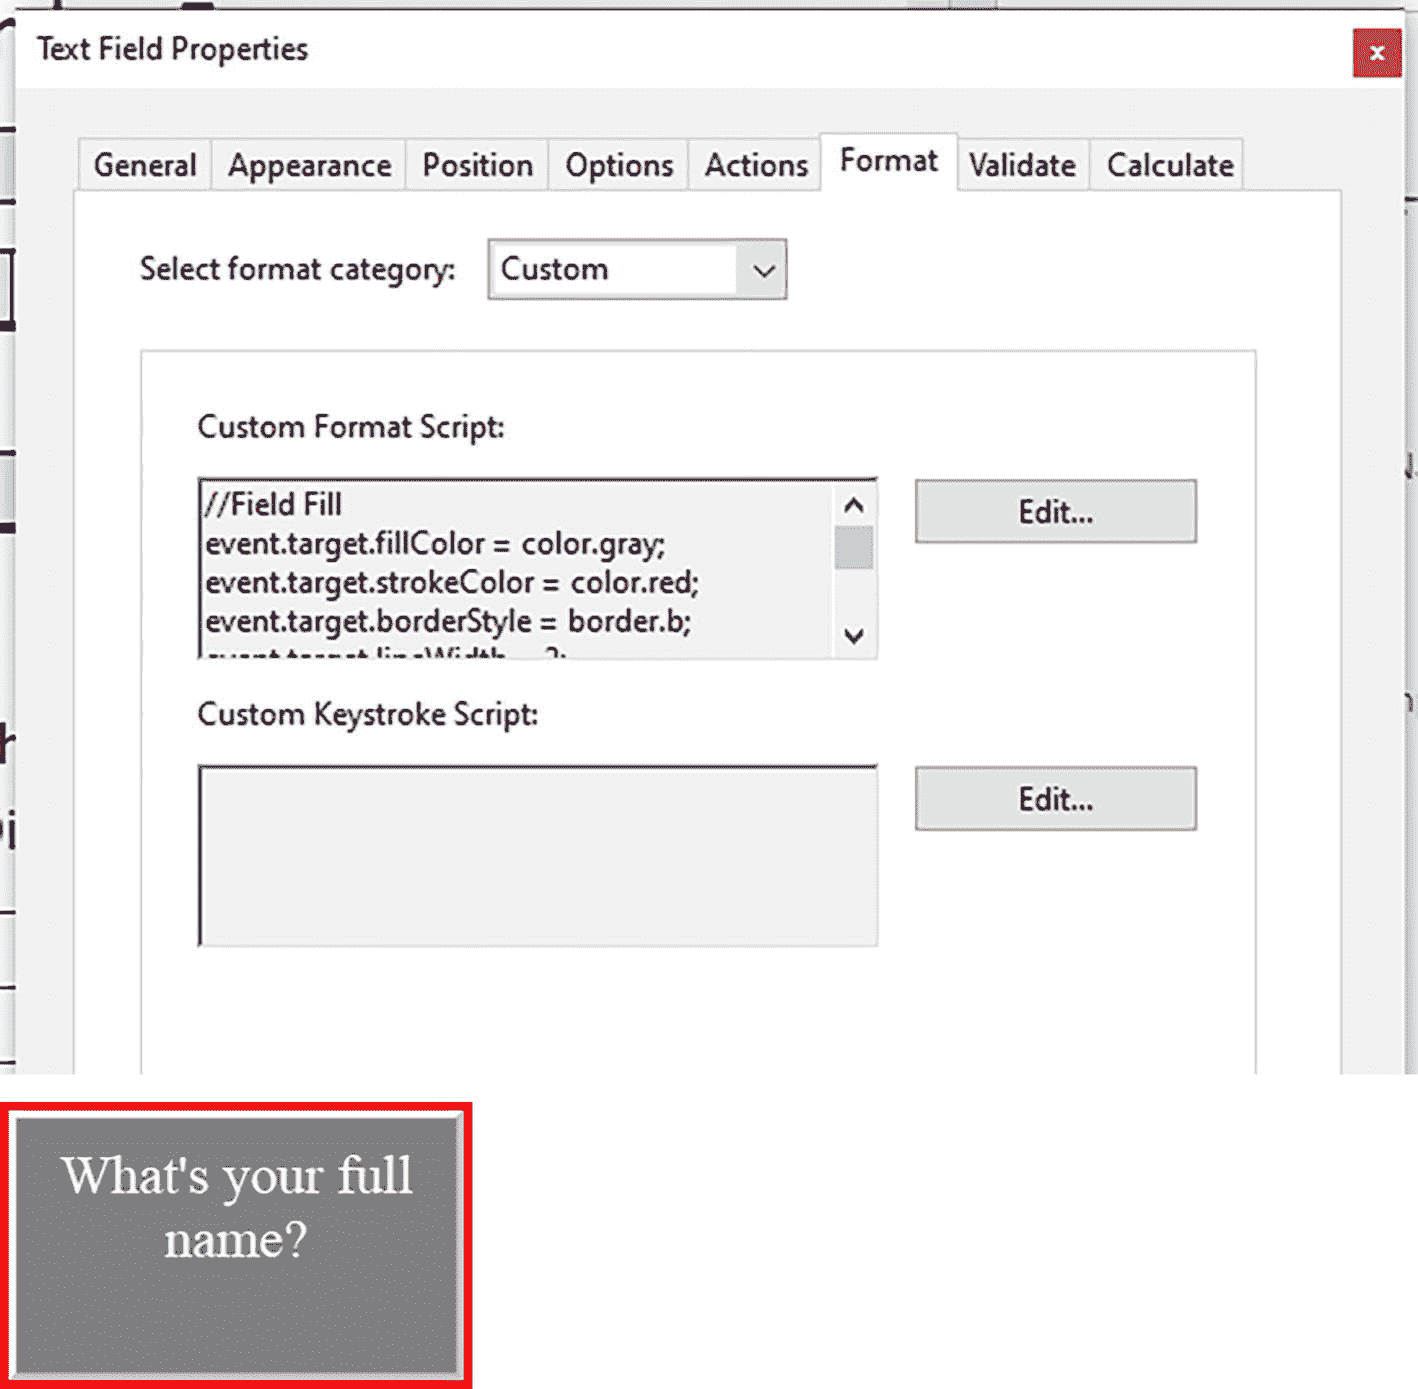 Text Field Properties
General Appearance Position Options Actions Format Validate Calculate
Select format category: Custom
Custom Format Script:
//Field Fill
event.target.fillColor = color.gray;
event.target.strokeColor = color.red;
event.target.borderStyle = border.b;
Edit...
Custom Keystroke Script:
Edit...
What's your full
name?